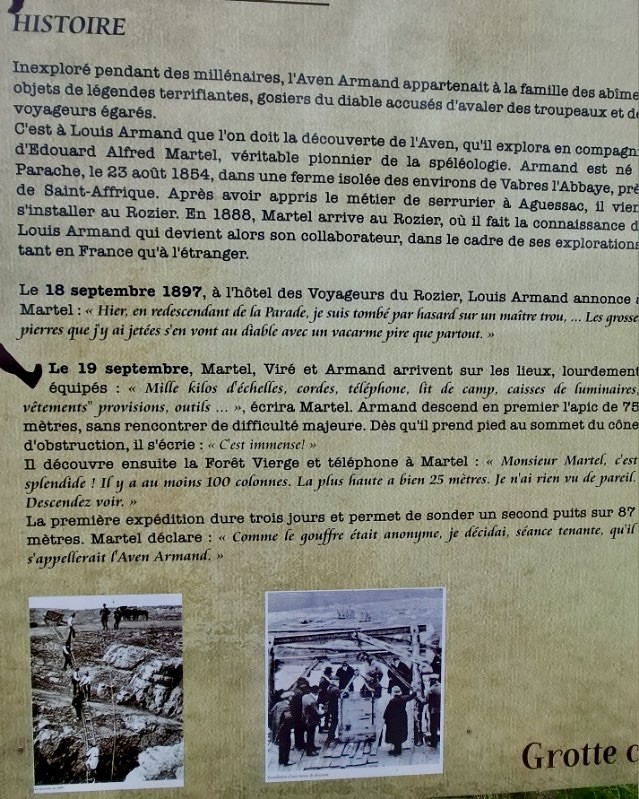 HISTOIRE
Inexploré pendant des millénaires, l'Aven Armand appartenait à la famille des abîme
objets de légendes terrifiantes, gosiers du diable accusés d'avaler des troupeaux et d
voyageurs égarés.
C'est à Louis Armand que l'on doit la découverte de l'Aven, qu'il explora en compagn
d'Edouard Alfred Martel, véritable pionnier de la spéléologie. Armand est né
Parache, le 23 août 1854, dans une ferme isolée des environs de Vabres l'Abbaye, prè
de Saint-Affrique. Après avoir appris le métier de serrurier à Aguessac, il vien
s'installer au Rozier. En 1888, Martel arrive au Rozier, où il fait la connaissance d
Louis Armand qui devient alors son collaborateur, dans le cadre de ses explorations
tant en France qu'à l'étranger.
Le 18 septembre 1897, à l'hôtel des Voyageurs du Rozier, Louis Armand annonce à
Martel : « Hier, en redescendant de la Parade, je suis tombé par hasard sur un maître trou, ... Les grosse
pierres que j'y ai jetées s'en vont au diable avec un vacarme pire que partout. »
Le 19 septembre, Martel, Viré et Armand arrivent sur les lieux, lourdement
équipés : « Mille kilos d'échelles, cordes, téléphone, lit de camp, caisses de luminaires,
vêtements" provisions, outils ... », écrira Martel. Armand descend en premier l'apic de 75
mètres, sans rencontrer de difficulté majeure. Dès qu'il prend pied au sommet du cône
d'obstruction, il s'écrie : « C'est immense! »
Il découvre ensuite la Forêt Vierge et téléphone à Martel : « Monsieur Martel, c'est
splendide ! Il y a au moins 100 colonnes. La plus haute a bien 25 mètres. Je n'ai rien vu de pareil.
Descendez voir. »
La première expédition dure trois jours et permet de sonder un second puits sur 87
mètres. Martel déclare : « Comme le gouffre était anonyme, je décidai, séance tenante, qu'il
s'appellerait l'Aven Armand. »
Grotte c